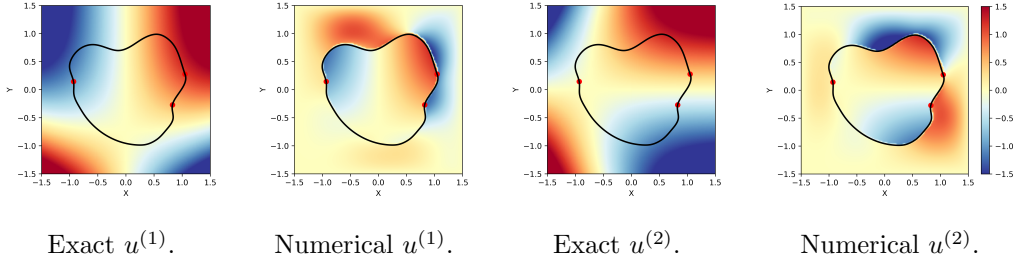 1.5 1.5 1.5 1.5 1.5
1.0 1.0 1.0 1.0 1.0
0.5 0.5 0.5 0.5 0.5
Y 0.0 Y 0.0 Y 0.0 Y 0.0 0.0
−0.5 −0.5 −0.5 −0.5 −0.5
−1.0 −1.0 −1.0 −1.0 −1.0
−1.5 −1.5 −1.5 −1.5 −1.5
−1.5 −1.0 −0.5 0.0 0.5 1.0 1.5 −1.5 −1.0 −0.5 0.0 0.5 1.0 1.5 −1.5 −1.0 −0.5 0.0 0.5 1.0 1.5 −1.5 −1.0 −0.5 0.0 0.5 1.0 1.5
X X X X
Exact u^(1). Numerical u^(1). Exact u^(2). Numerical u^(2).